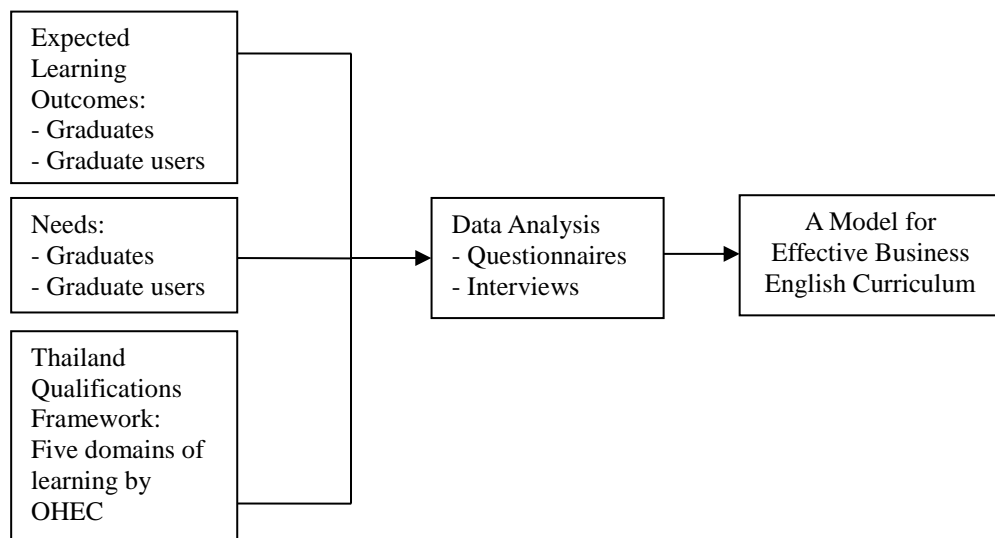 Expected
Learning
Outcomes:
- Graduates
- Graduate users
Needs:
- Graduates
- Graduate users
Thailand
Qualifications
Framework:
Five domains of
learning by
OHEC
Data Analysis
- Questionnaires
- Interviews
A Model for
Effective Business
English Curriculum